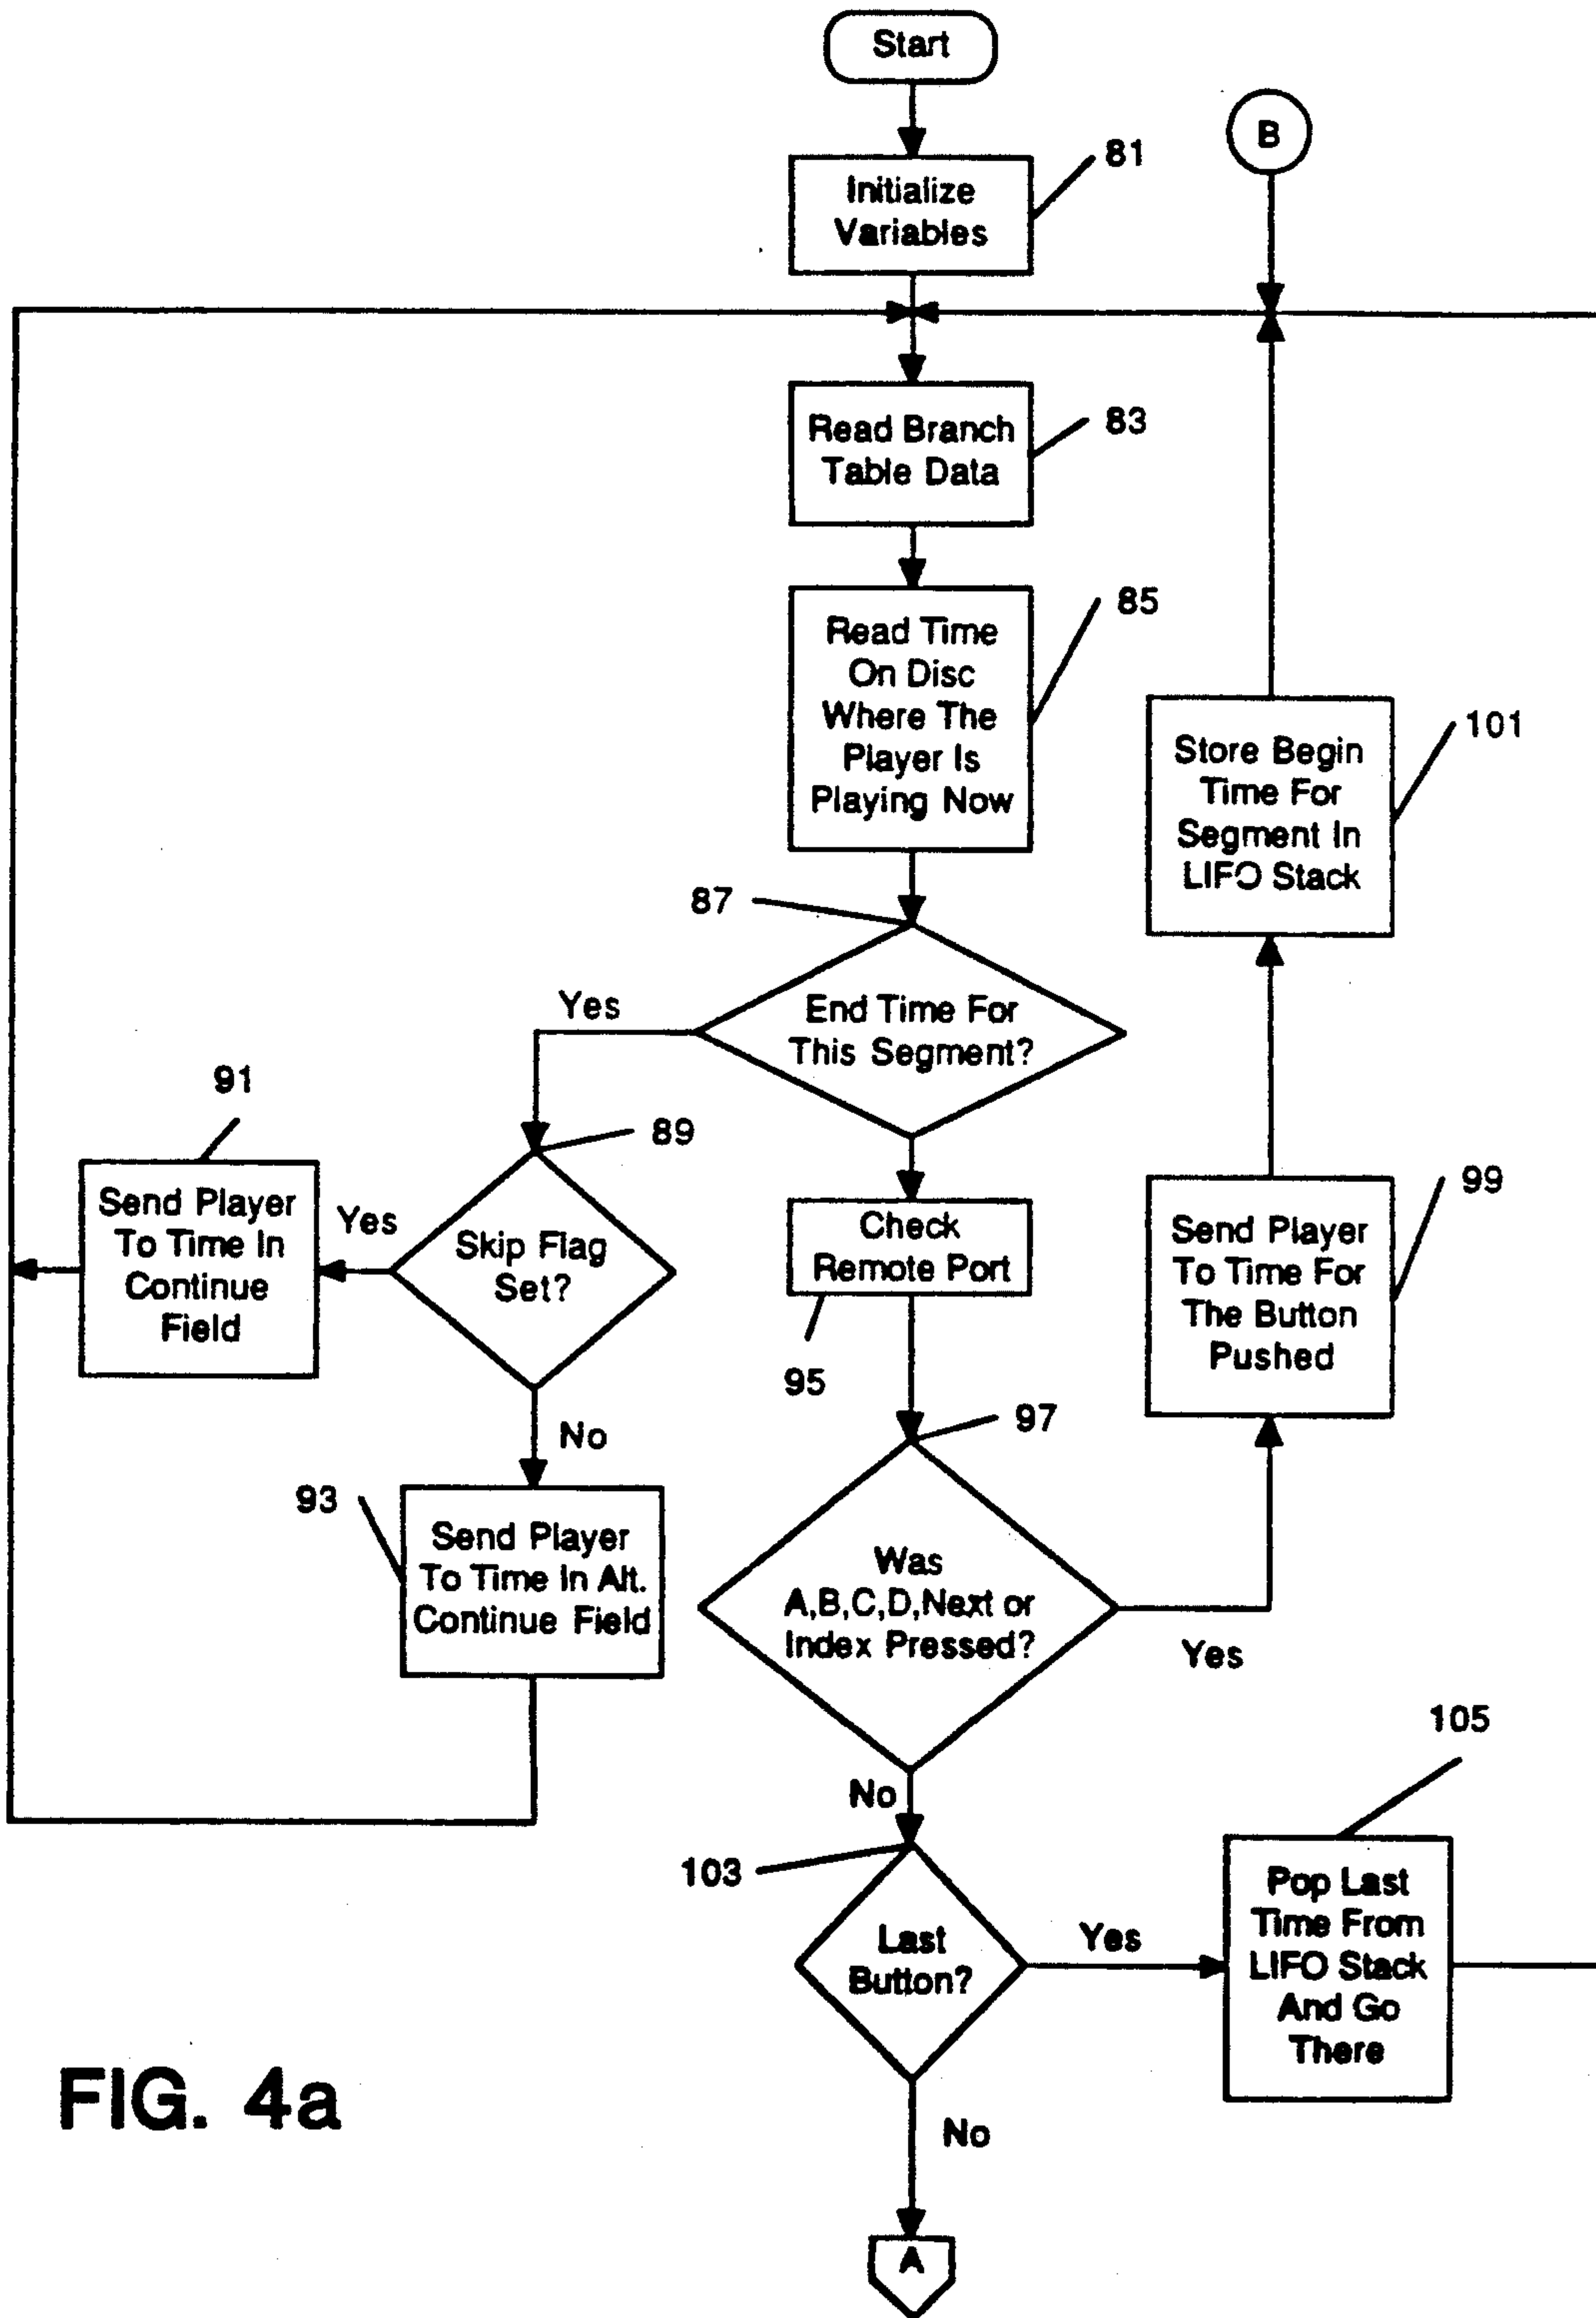 Start
B
81
Initialize
Variables
83
Read Branch
Table Data
85
Read Time
On Disc
Where The
Player Is
Playing Now
101
Store Begin
Time For
Segment In
LIFO Stack
87
Yes
End Time For
This Segment?
91
89
Send Player
To Time In
Continue
Field
Yes
Skip Flag
Set?
Check
Remote Port
99
Send Player
To Time For
The Button
Pushed
95
No
97
93
Send Player
To Time In Alt.
Continue Field
Was
A,B,C,D,Next or
Index Pressed?
Yes
105
No
103
Last
Button?
Yes
Pop Last
Time From
LIFO Stack
And Go
There
No
FIG. 4a
A